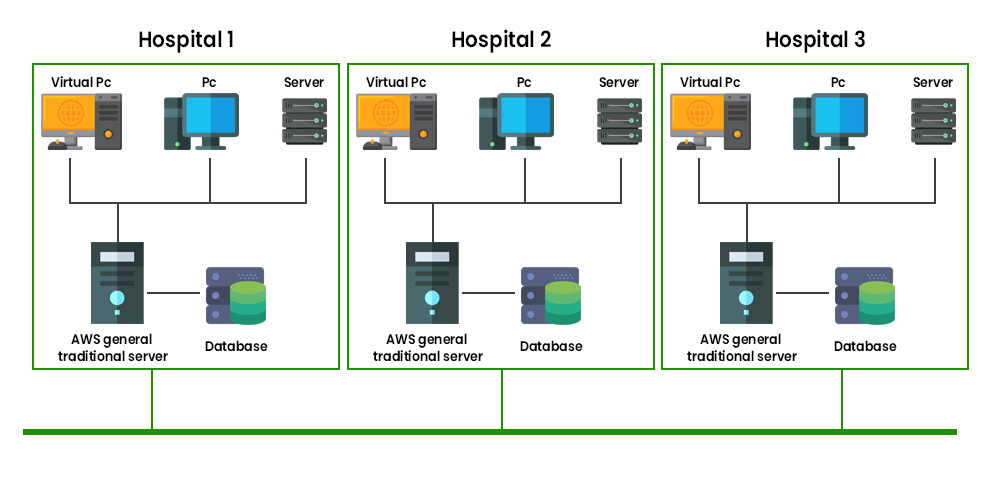 Hospital 1
Hospital 2
Hospital 3
Virtual Pc
Pc
Server
Virtual Pc
Pc
Server
Virtual Pc
Pc
Server
AWS general
traditional server
Database
AWS general
traditional server
Database
AWS general
traditional server
Database